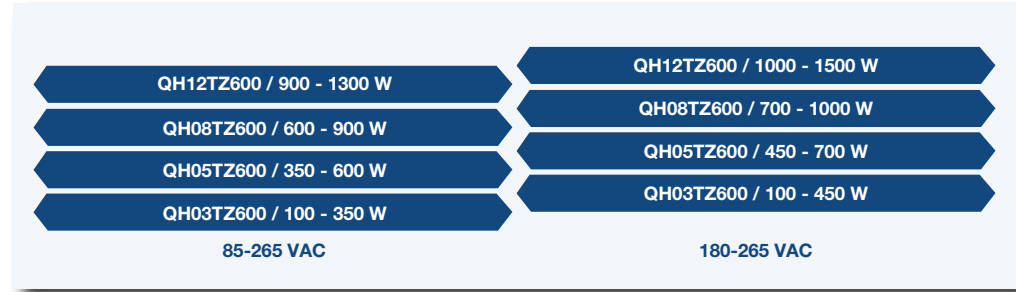 QH12TZ600 / 900 - 1300 W
QH08TZ600 / 600 - 900 W
QH05TZ600 / 350 - 600 W
QH03TZ600 / 100 - 350 W
85-265 VAC
QH12TZ600 / 1000 - 1500 W
QH08TZ600 / 700 - 1000 W
QH05TZ600 / 450 - 700 W
QH03TZ600 / 100 - 450 W
180-265 VAC